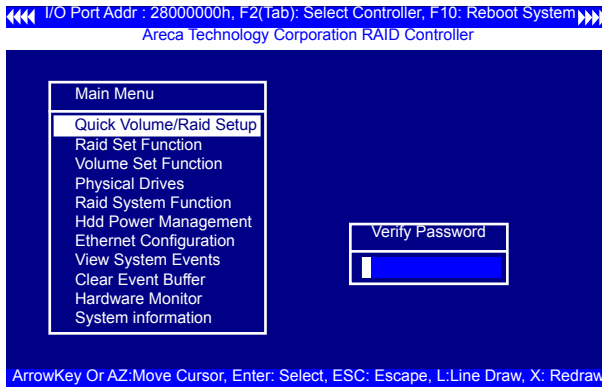 I/O Port Addr : 28000000h, F2(Tab): Select Controller, F10: Reboot System
Areca Technology Corporation RAID Controller
Main Menu
Quick Volume/Raid Setup
Raid Set Function
Volume Set Function
Physical Drives
Raid System Function
Hdd Power Management
Ethernet Configuration
View System Events
Clear Event Buffer
Hardware Monitor
System information
Verify Password
ArrowKey Or AZ:Move Cursor, Enter: Select, ESC: Escape, L:Line Draw, X: Redraw